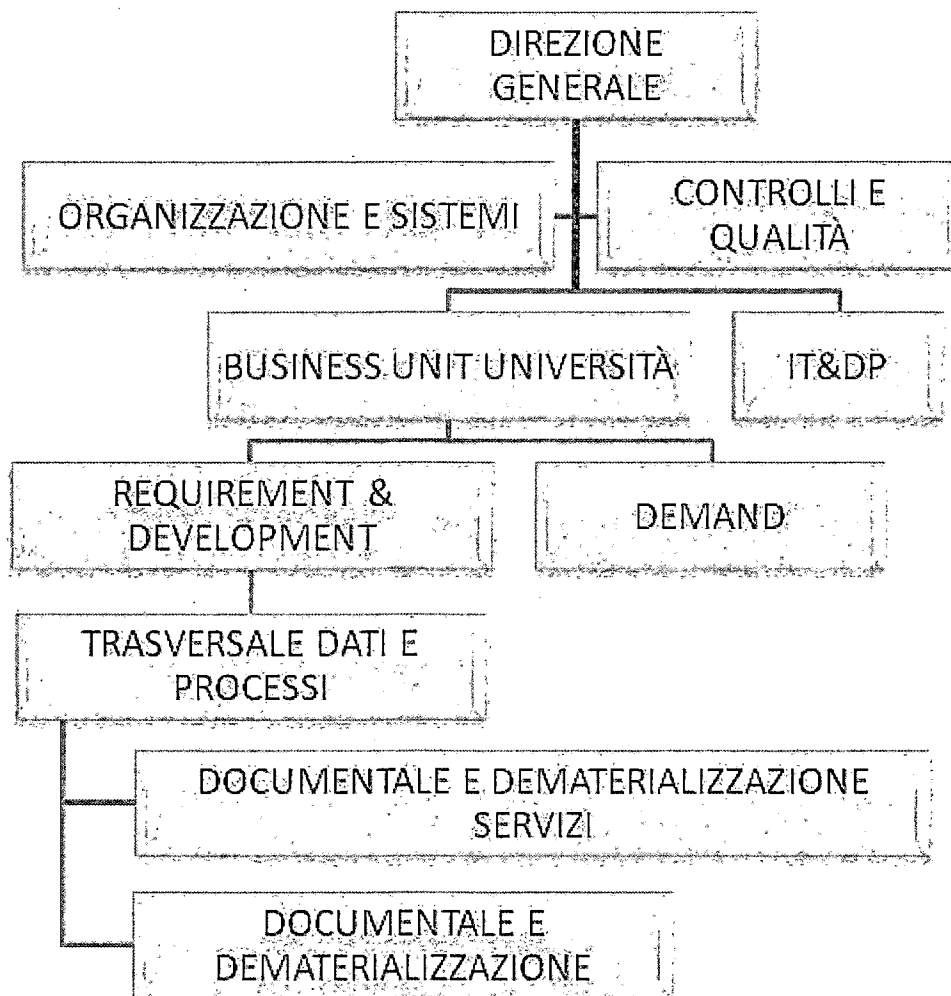 DIREZIONE
GENERALE
ORGANIZZAZIONE E SISTEMI
CONTROLLI E
QUALITÀ
BUSINESS UNIT UNIVERSITÀ
IT&DP
REQUIREMENT &
DEVELOPMENT
DEMAND
TRASVERSALE DATI E
PROCESSI
DOCUMENTALE E DEMATERIALIZZAZIONE
SERVIZI
DOCUMENTALE E
DEMATERIALIZZAZIONE